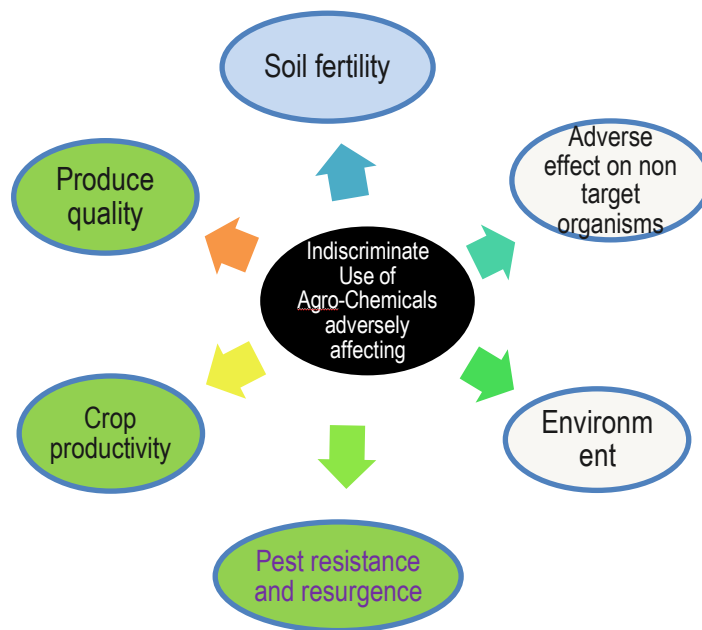 Soil fertility
Adverse
effect on non
target
organisms
Produce
quality
Indiscriminate
Use of
Agro-Chemicals
adversely
affecting
Crop
productivity
Environm
ent
Pest resistance
and resurgence